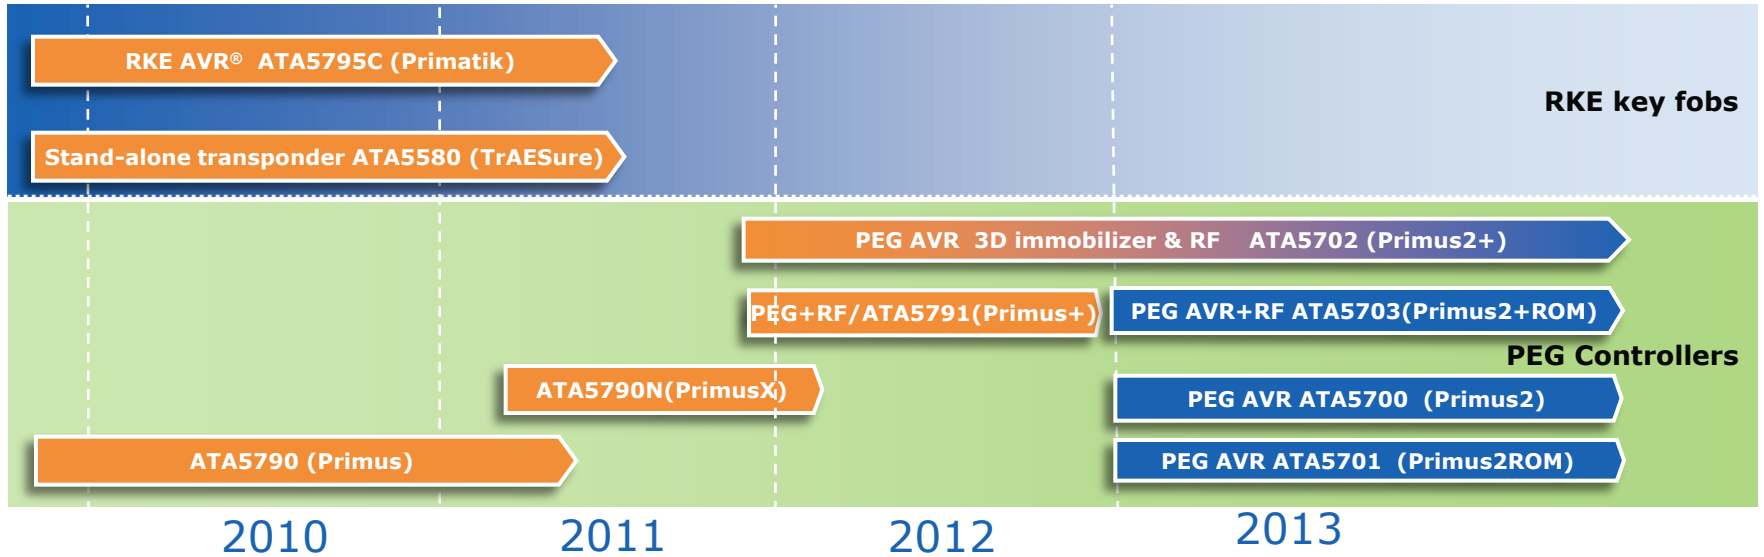 RKE AVR® ATA5795C (Primatik)
RKE key fobs
Stand-alone transponder ATA5580 (TrAESure)
PEG AVR 3D immobilizer & RF ATA5702 (Primus2+)
PEG+RF/ATA5791(Primus+)
PEG AVR+RF ATA5703(Primus2+ROM)
PEG Controllers
ATA5790N(PrimusX)
PEG AVR ATA5700 (Primus2)
ATA5790 (Primus)
PEG AVR ATA5701 (Primus2ROM)
2010
2011
2012
2013